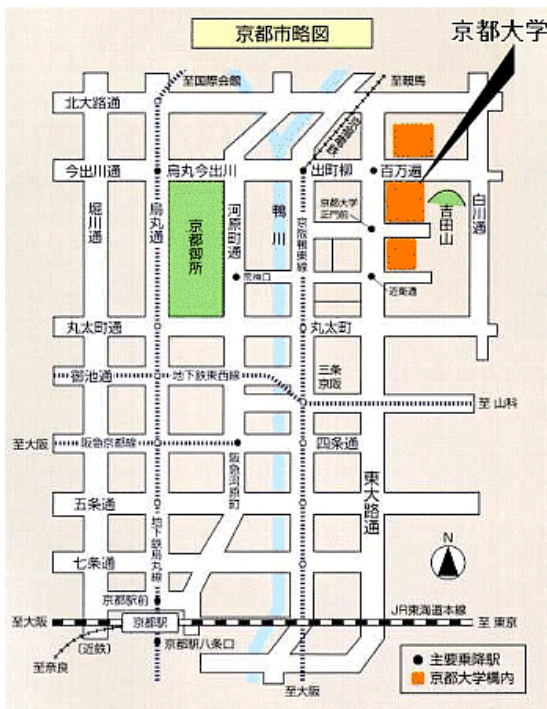 京都市略図
京都大学
至国際会館
至鞍馬
北大路通
今出川通
烏丸今出川
出町柳
百万遍
京都大学
正門前
堀川通
烏丸通
京都御所
河原町通
鴨川
京阪鴨東線
吉田山
白川通
荒神口
近衛通
丸太町通
丸太町
御池通
地下鉄東西線
三条
京阪
至 山科
至大阪
阪急京都線
四条通
阪急河原町
東大路通
五条通
地下鉄烏丸線
七条通
N
京都駅前
JR東海道本線
至大阪
京都駅
至 東京
(近鉄)
京都駅八条口
至奈良
至大阪
主要乗降駅
京都大学構内